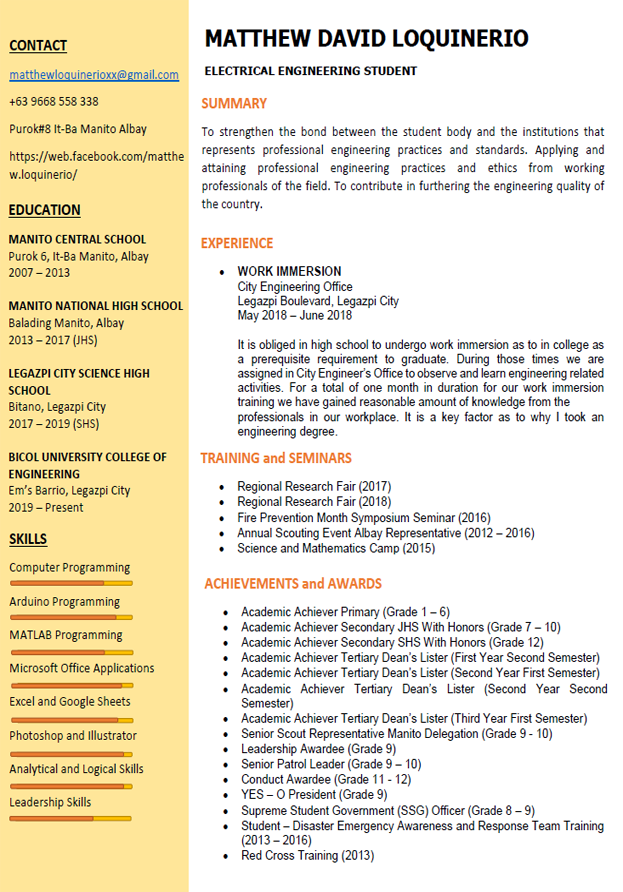 CONTACT
matthewloquinerioxx@gmail.com
+63 9668 558 338
Purok#8 It-Ba Manito Albay
https://web.facebook.com/matthe
w.loquinerio/
EDUCATION
MANITO CENTRAL SCHOOL
Purok 6, It-Ba Manito, Albay
2007 – 2013
MANITO NATIONAL HIGH SCHOOL
Balading Manito, Albay
2013 – 2017 (JHS)
LEGAZPI CITY SCIENCE HIGH
SCHOOL
Bitano, Legazpi City
2017 – 2019 (SHS)
BICOL UNIVERSITY COLLEGE OF
ENGINEERING
Em’s Barrio, Legazpi City
2019 – Present
SKILLS
Computer Programming
Arduino Programming
MATLAB Programming
Microsoft Office Applications
Excel and Google Sheets
Photoshop and Illustrator
Analytical and Logical Skills
Leadership Skills
MATTHEW DAVID LOQUINERIO
ELECTRICAL ENGINEERING STUDENT
SUMMARY
To strengthen the bond between the student body and the institutions that
represents professional engineering practices and standards. Applying and
attaining professional engineering practices and ethics from working
professionals of the field. To contribute in furthering the engineering quality of
the country.
EXPERIENCE
• WORK IMMERSION
City Engineering Office
Legazpi Boulevard, Legazpi City
May 2018 – June 2018
It is obliged in high school to undergo work immersion as to in college as
a prerequisite requirement to graduate. During those times we are
assigned in City Engineer’s Office to observe and learn engineering related
activities. For a total of one month in duration for our work immersion
training we have gained reasonable amount of knowledge from the
professionals in our workplace. It is a key factor as to why I took an
engineering degree.
TRAINING and SEMINARS
• Regional Research Fair (2017)
• Regional Research Fair (2018)
• Fire Prevention Month Symposium Seminar (2016)
• Annual Scouting Event Albay Representative (2012 – 2016)
• Science and Mathematics Camp (2015)
ACHIEVEMENTS and AWARDS
• Academic Achiever Primary (Grade 1 – 6)
• Academic Achiever Secondary JHS With Honors (Grade 7 – 10)
• Academic Achiever Secondary SHS With Honors (Grade 12)
• Academic Achiever Tertiary Dean’s Lister (First Year Second Semester)
• Academic Achiever Tertiary Dean’s Lister (Second Year First Semester)
• Academic Achiever Tertiary Dean’s Lister (Second Year Second
Semester)
• Academic Achiever Tertiary Dean’s Lister (Third Year First Semester)
• Senior Scout Representative Manito Delegation (Grade 9 - 10)
• Leadership Awardee (Grade 9)
• Senior Patrol Leader (Grade 9 – 10)
• Conduct Awardee (Grade 11 - 12)
• YES – O President (Grade 9)
• Supreme Student Government (SSG) Officer (Grade 8 – 9)
• Student – Disaster Emergency Awareness and Response Team Training
(2013 – 2016)
• Red Cross Training (2013)